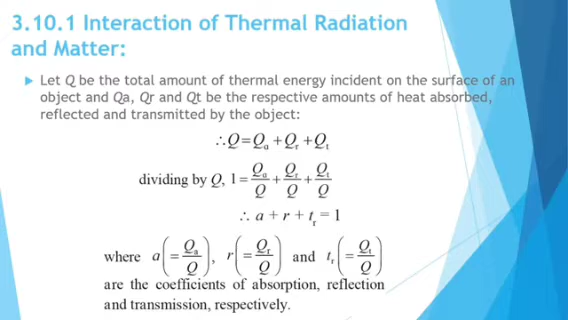 3.10.1 Interaction of Thermal Radiation
and Matter:
Let Q be the total amount of thermal energy incident on the surface of an
object and Qa, Qr and Qt be the respective amounts of heat absorbed,
reflected and transmitted by the object:
∴Q=Qₐ +Qᵣ +Qₜ
dividing by Q, 1 = Qₐ/Q + Qᵣ/Q + Qₜ/Q
∴ a + r + tᵣ = 1
where a(= Qₐ/Q), r(= Qᵣ/Q) and tᵣ(= Qₜ/Q)
are the coefficients of absorption, reflection
and transmission, respectively.